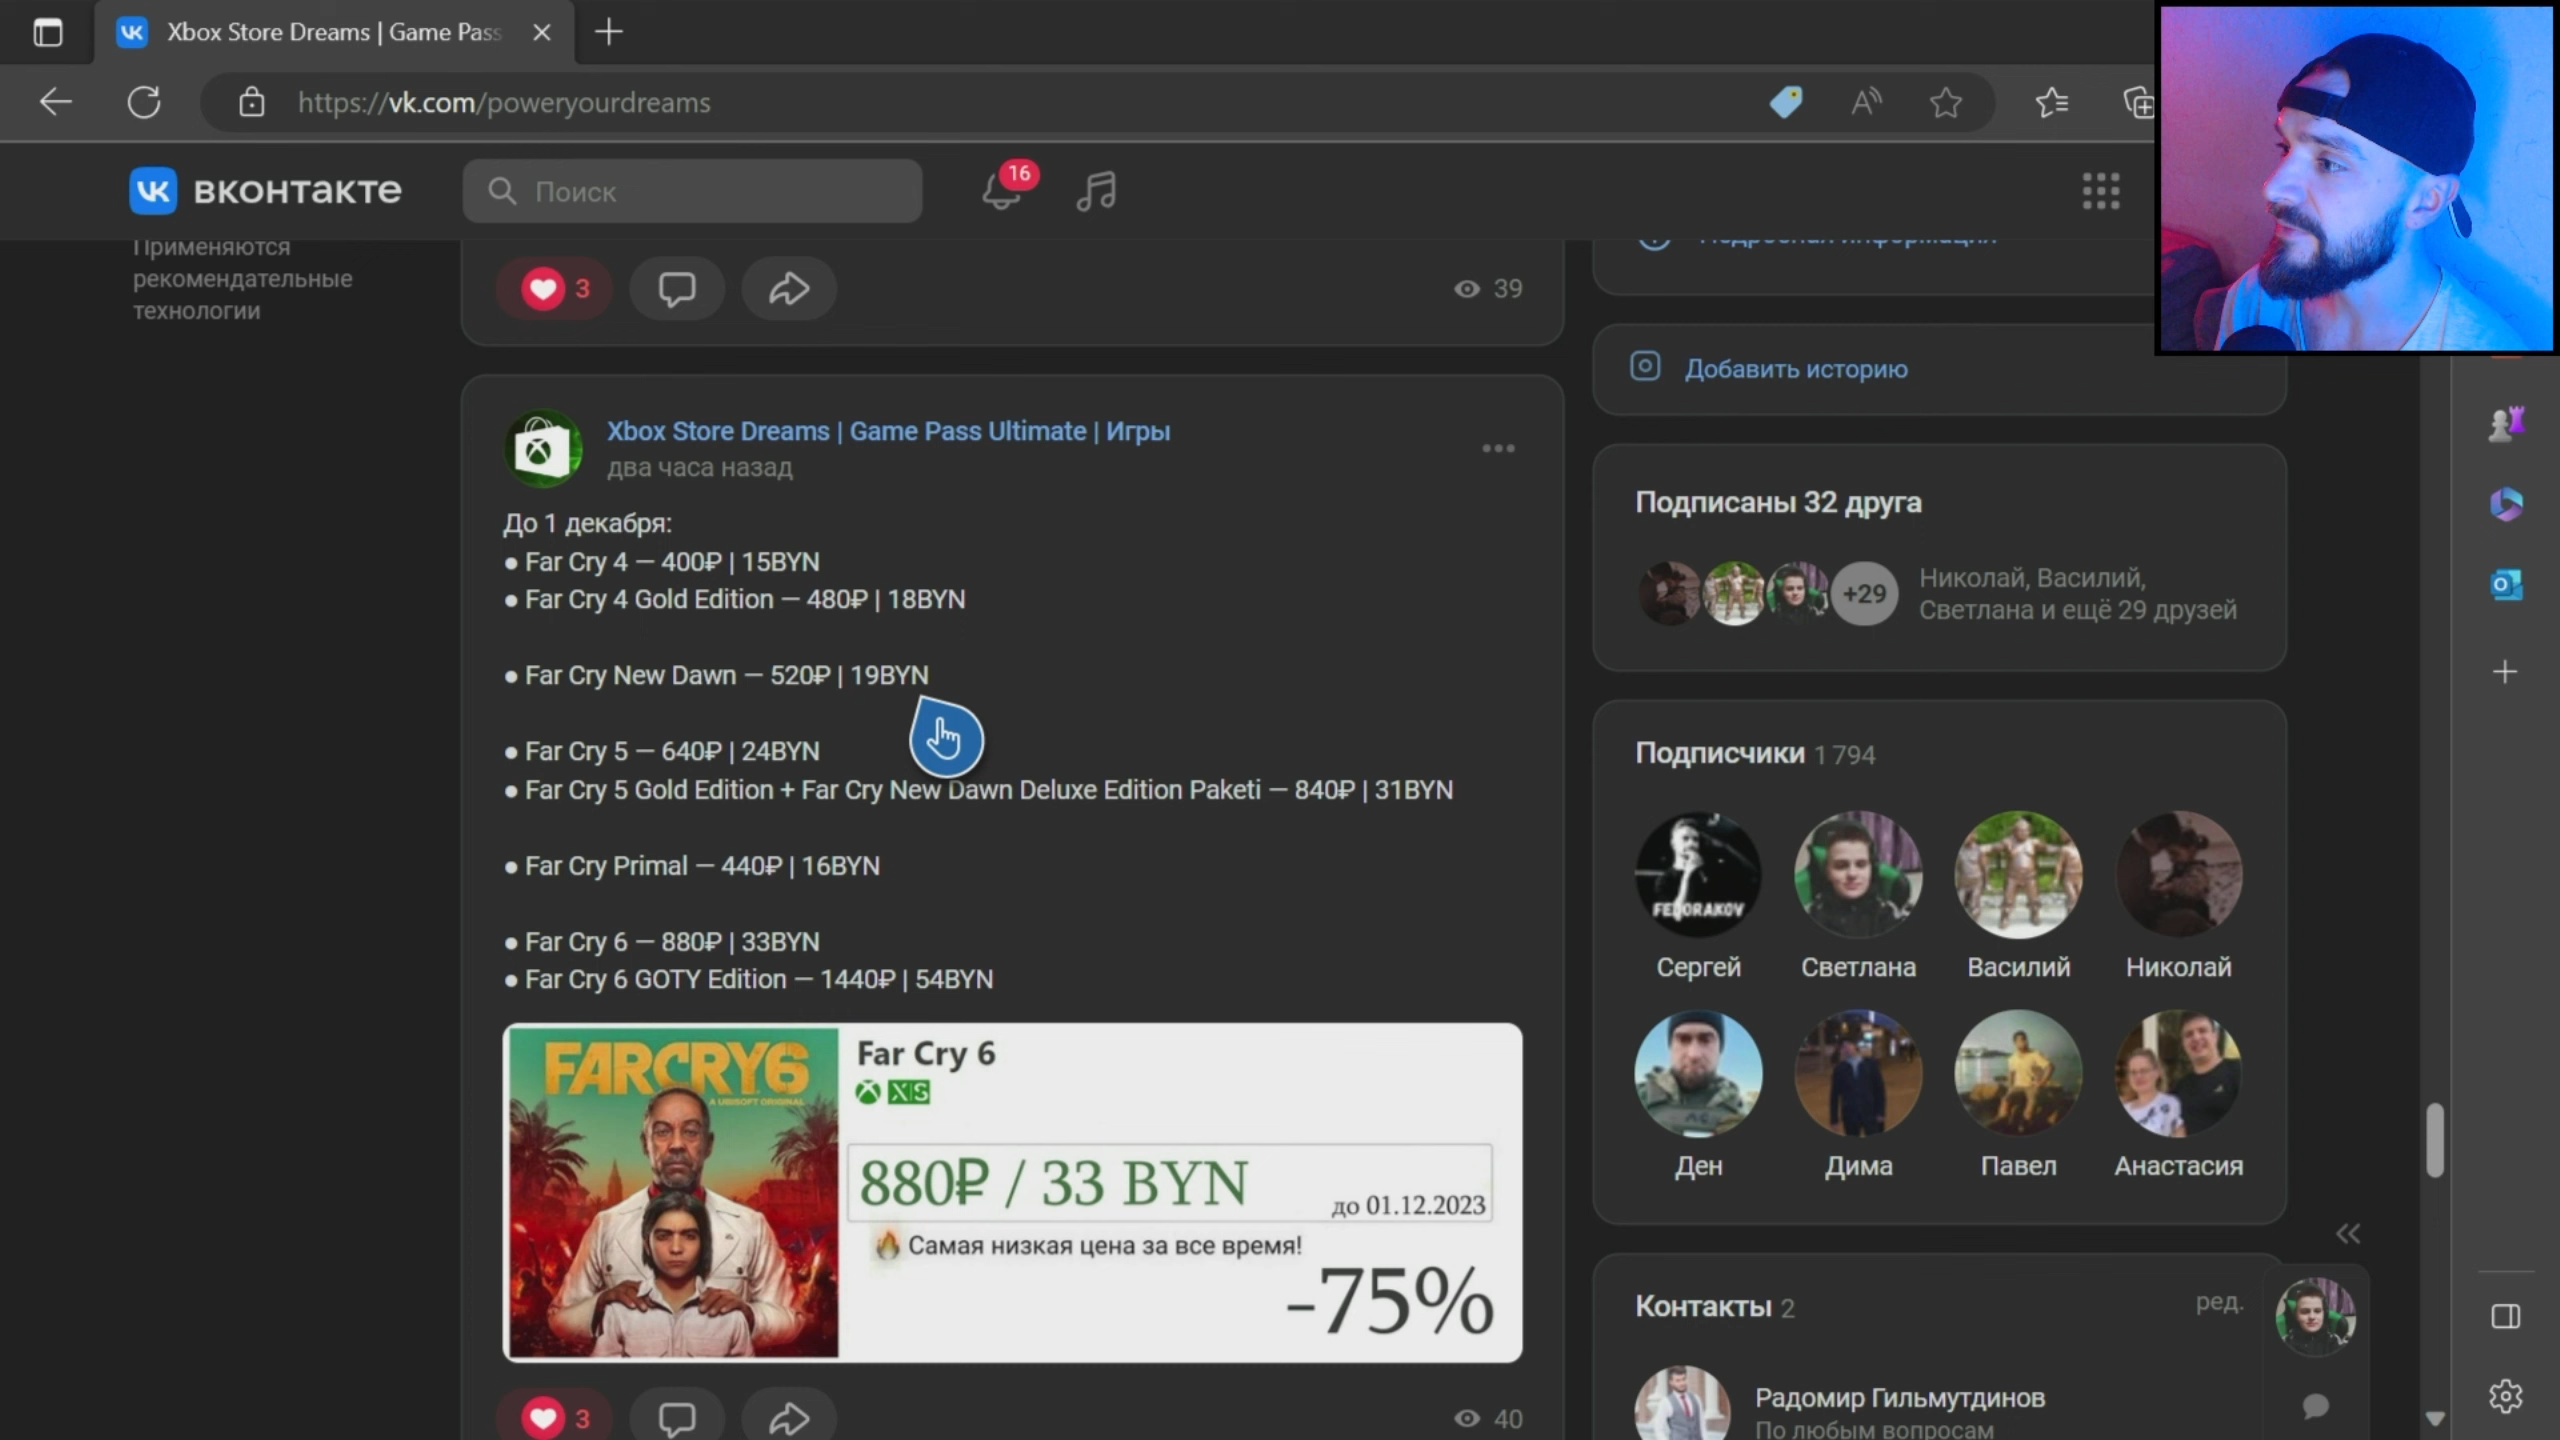 Xbox Store Dreams | Game Pass
https://vk.com/poweryourdreams
вконтакте
Поиск
16
Применяются
рекомендательные
технологии
3
39
Подробная информация
Добавить историю
Xbox Store Dreams | Game Pass Ultimate | Игры
два часа назад
До 1 декабря:
● Far Cry 4 — 400₽ | 15BYN
● Far Cry 4 Gold Edition — 480₽ | 18BYN
● Far Cry New Dawn — 520₽ | 19BYN
● Far Cry 5 — 640₽ | 24BYN
● Far Cry 5 Gold Edition + Far Cry New Dawn Deluxe Edition Paketi — 840₽ | 31BYN
● Far Cry Primal — 440₽ | 16BYN
● Far Cry 6 — 880₽ | 33BYN
● Far Cry 6 GOTY Edition — 1440₽ | 54BYN
FARCRY6
A UBISOFT ORIGINAL
Far Cry 6
X|S
880₽ / 33 BYN
до 01.12.2023
Самая низкая цена за все время!
-75%
3
40
Подписаны 32 друга
+29
Николай, Василий,
Светлана и ещё 29 друзей
Подписчики 1 794
FEDORAKOV
Сергей
Светлана
Василий
Николай
Ден
Дима
Павел
Анастасия
Контакты 2
ред.
Радомир Гильмутдинов
По любым вопросам